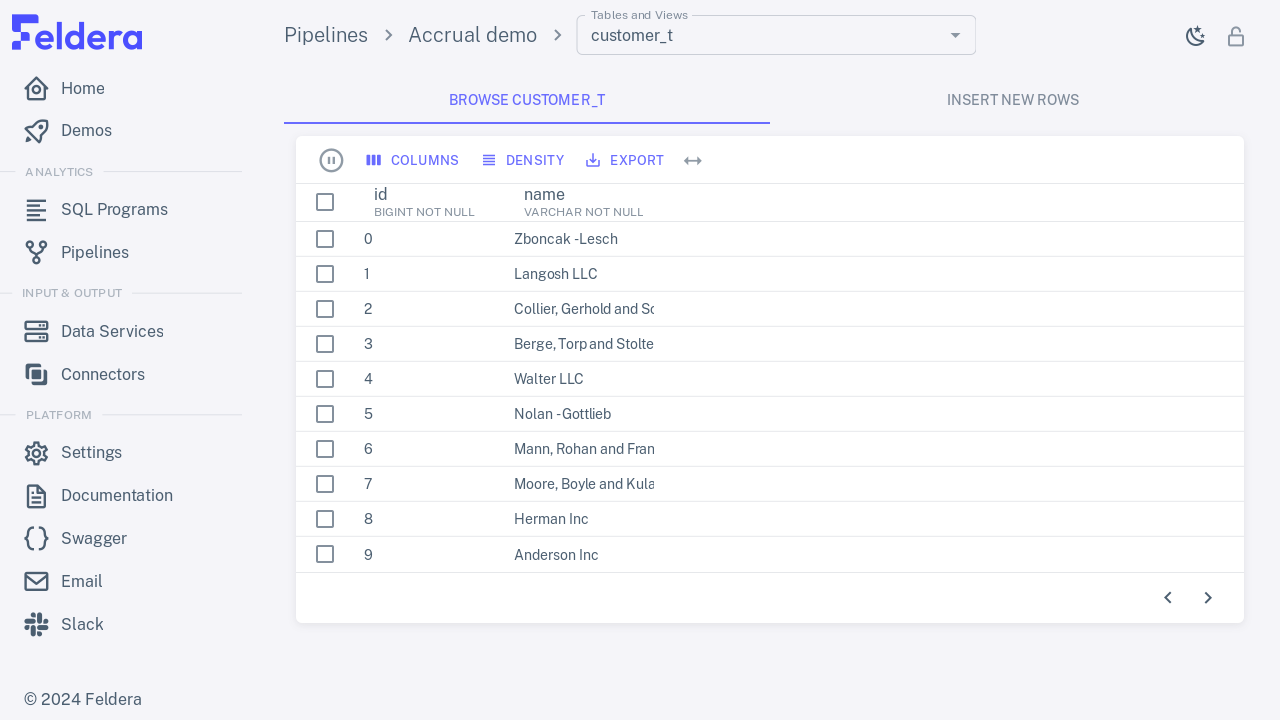 Feldera
Pipelines
Accrual demo
Tables and Views
customer_t
Home
Demos
ANALYTICS
SQL Programs
Pipelines
INPUT & OUTPUT
Data Services
Connectors
PLATFORM
Settings
Documentation
Swagger
Email
Slack
© 2024 Feldera
BROWSE CUSTOMER_T
INSERT NEW ROWS
COLUMNS
DENSITY
EXPORT
id
BIGINT NOT NULL
name
VARCHAR NOT NULL
0 Zboncak - Lesch
1 Langosh LLC
2 Collier, Gerhold and Sc
3 Berge, Torp and Stolte
4 Walter LLC
5 Nolan - Gottlieb
6 Mann, Rohan and Fran
7 Moore, Boyle and Kula
8 Herman Inc
9 Anderson Inc